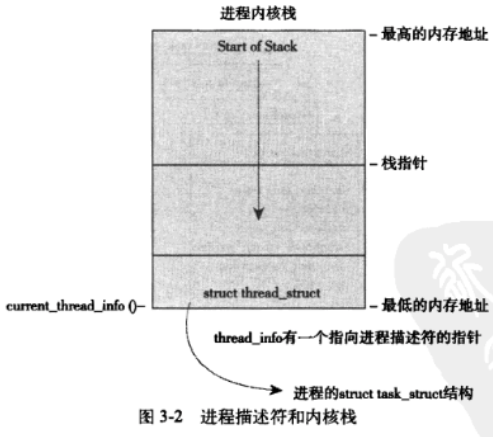 进程内核栈
Start of Stack
最高的内存地址
栈指针
struct thread_struct
current_thread_info ()
最低的内存地址
thread_info有一个指向进程描述符的指针
进程的struct task_struct结构
图 3-2 进程描述符和内核栈